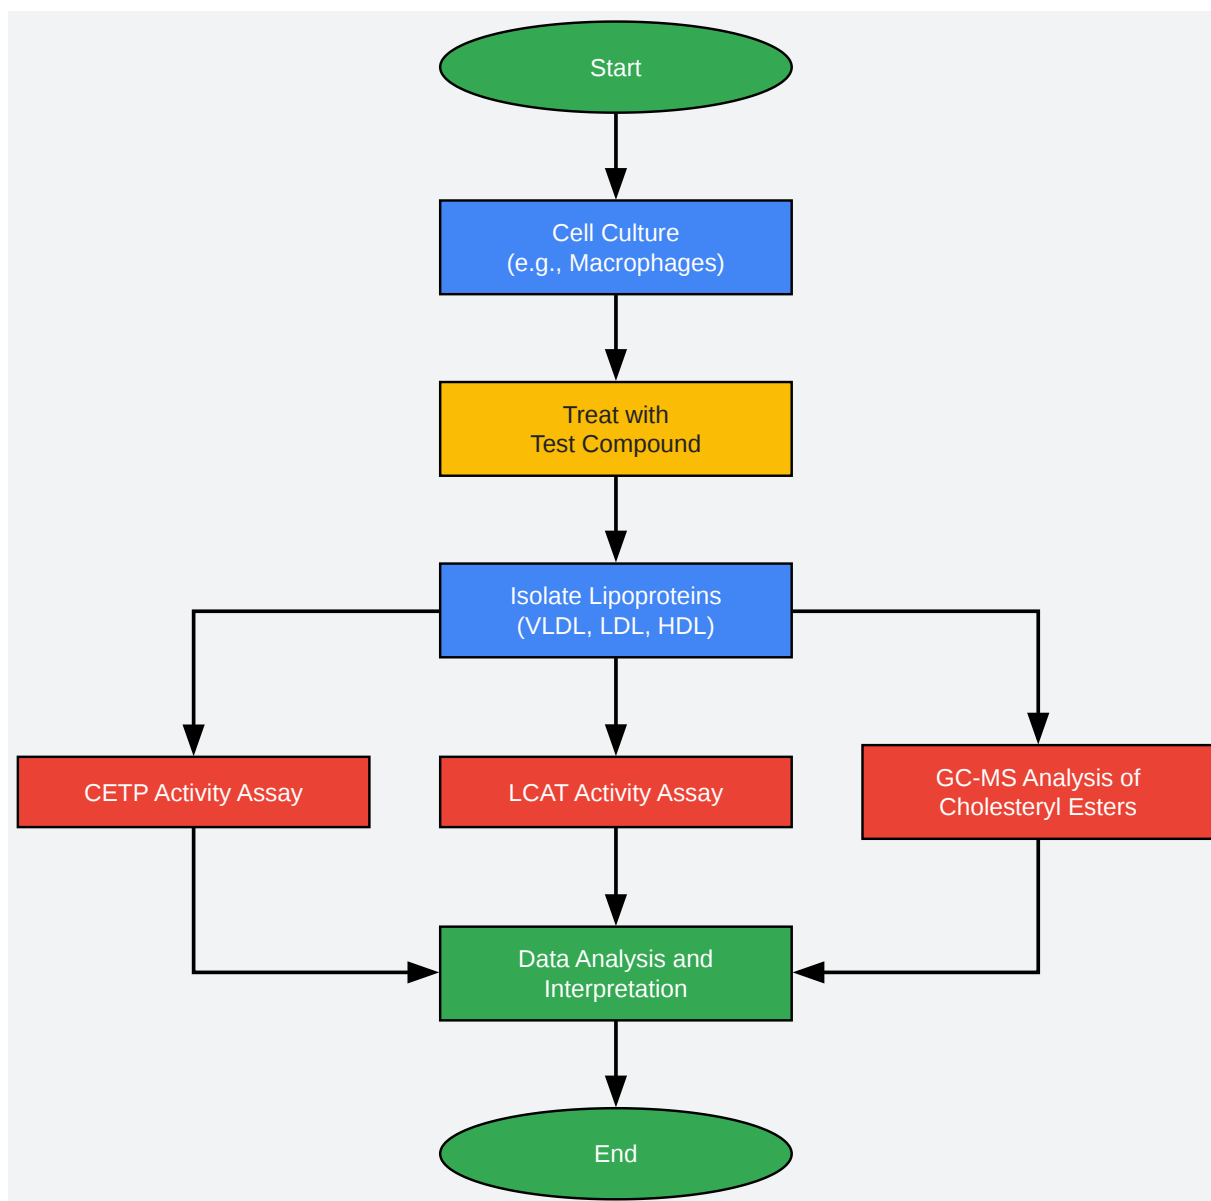 Start
Cell Culture
(e.g., Macrophages)
Treat with
Test Compound
Isolate Lipoproteins
(VLDL, LDL, HDL)
CETP Activity Assay
LCAT Activity Assay
GC-MS Analysis of
Cholesteryl Esters
Data Analysis and
Interpretation
End